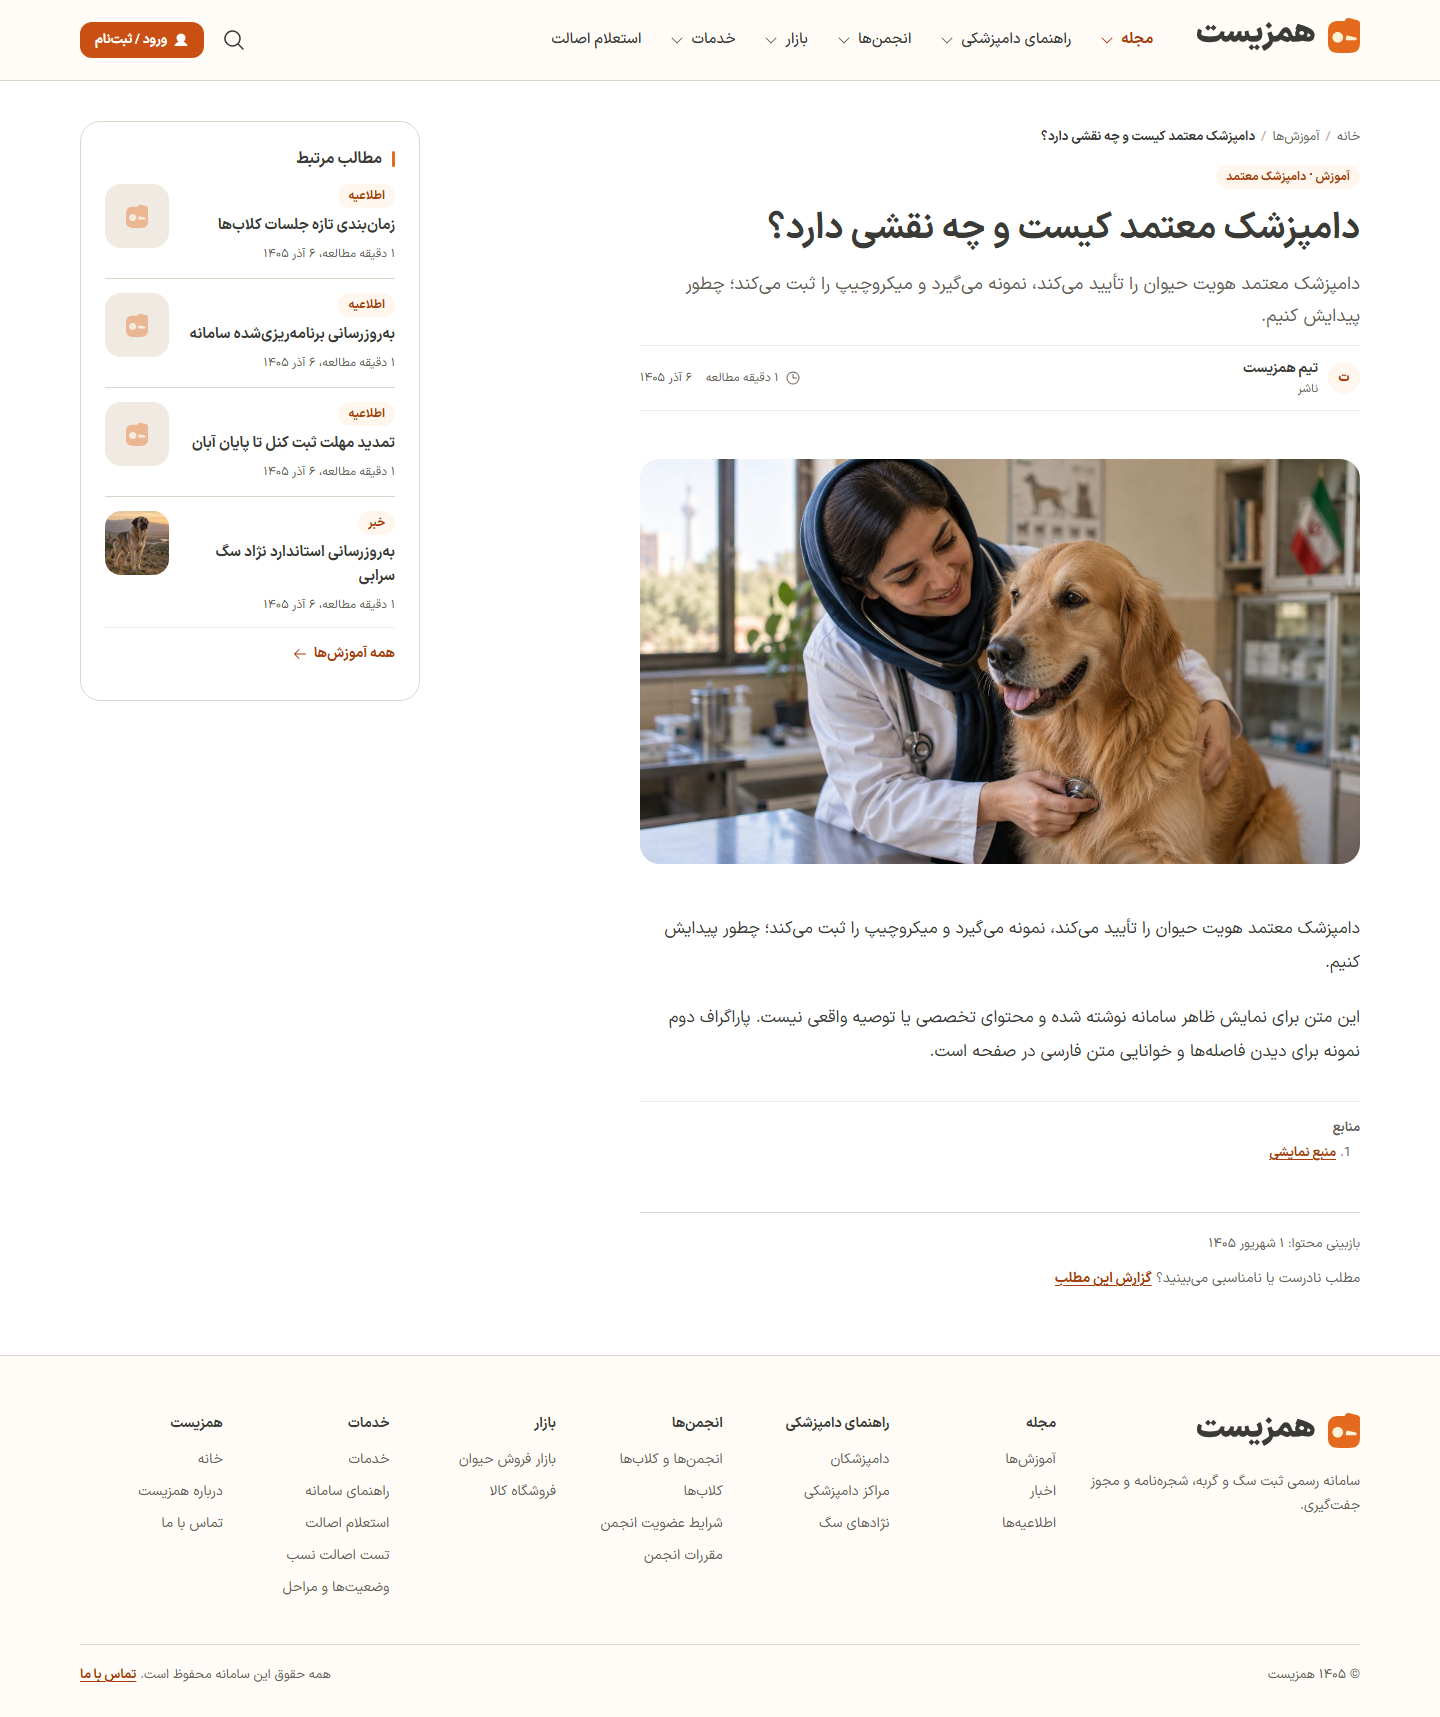 همزیست
مجله
راهنمای دامپزشکی
انجمن‌ها
بازار
خدمات
استعلام اصالت
ورود / ثبت‌نام
خانه / آموزش‌ها / دامپزشک معتمد کیست و چه نقشی دارد؟
آموزش · دامپزشک معتمد
دامپزشک معتمد کیست و چه نقشی دارد؟
دامپزشک معتمد هویت حیوان را تأیید می‌کند، نمونه می‌گیرد و میکروچیپ را ثبت می‌کند؛ چطور
پیدایش کنیم.
ت
تیم همزیست
ناشر
۱ دقیقه مطالعه
۶ آذر ۱۴۰۵
دامپزشک معتمد هویت حیوان را تأیید می‌کند، نمونه می‌گیرد و میکروچیپ را ثبت می‌کند؛ چطور پیدایش
کنیم.
این متن برای نمایش ظاهر سامانه نوشته شده و محتوای تخصصی یا توصیه واقعی نیست. پاراگراف دوم
نمونه برای دیدن فاصله‌ها و خوانایی متن فارسی در صفحه است.
منابع
1. منبع نمایشی
بازبینی محتوا: ۱ شهریور ۱۴۰۵
مطلب نادرست یا نامناسبی می‌بینید؟ گزارش این مطلب
مطالب مرتبط
اطلاعیه
زمان‌بندی تازه جلسات کلاب‌ها
۱ دقیقه مطالعه، ۶ آذر ۱۴۰۵
اطلاعیه
به‌روزرسانی برنامه‌ریزی‌شده سامانه
۱ دقیقه مطالعه، ۶ آذر ۱۴۰۵
اطلاعیه
تمدید مهلت ثبت کنل تا پایان آبان
۱ دقیقه مطالعه، ۶ آذر ۱۴۰۵
خبر
به‌روزرسانی استاندارد نژاد سگ
سرابی
۱ دقیقه مطالعه، ۶ آذر ۱۴۰۵
همه آموزش‌ها
همزیست
سامانه رسمی ثبت سگ و گربه، شجره‌نامه و مجوز
جفت‌گیری.
مجله
آموزش‌ها
اخبار
اطلاعیه‌ها
راهنمای دامپزشکی
دامپزشکان
مراکز دامپزشکی
نژادهای سگ
انجمن‌ها
انجمن‌ها و کلاب‌ها
کلاب‌ها
شرایط عضویت انجمن
مقررات انجمن
بازار
بازار فروش حیوان
فروشگاه کالا
خدمات
خدمات
راهنمای سامانه
استعلام اصالت
تست اصالت نسب
وضعیت‌ها و مراحل
همزیست
خانه
درباره همزیست
تماس با ما
© ۱۴۰۵ همزیست
همه حقوق این سامانه محفوظ است. تماس با ما